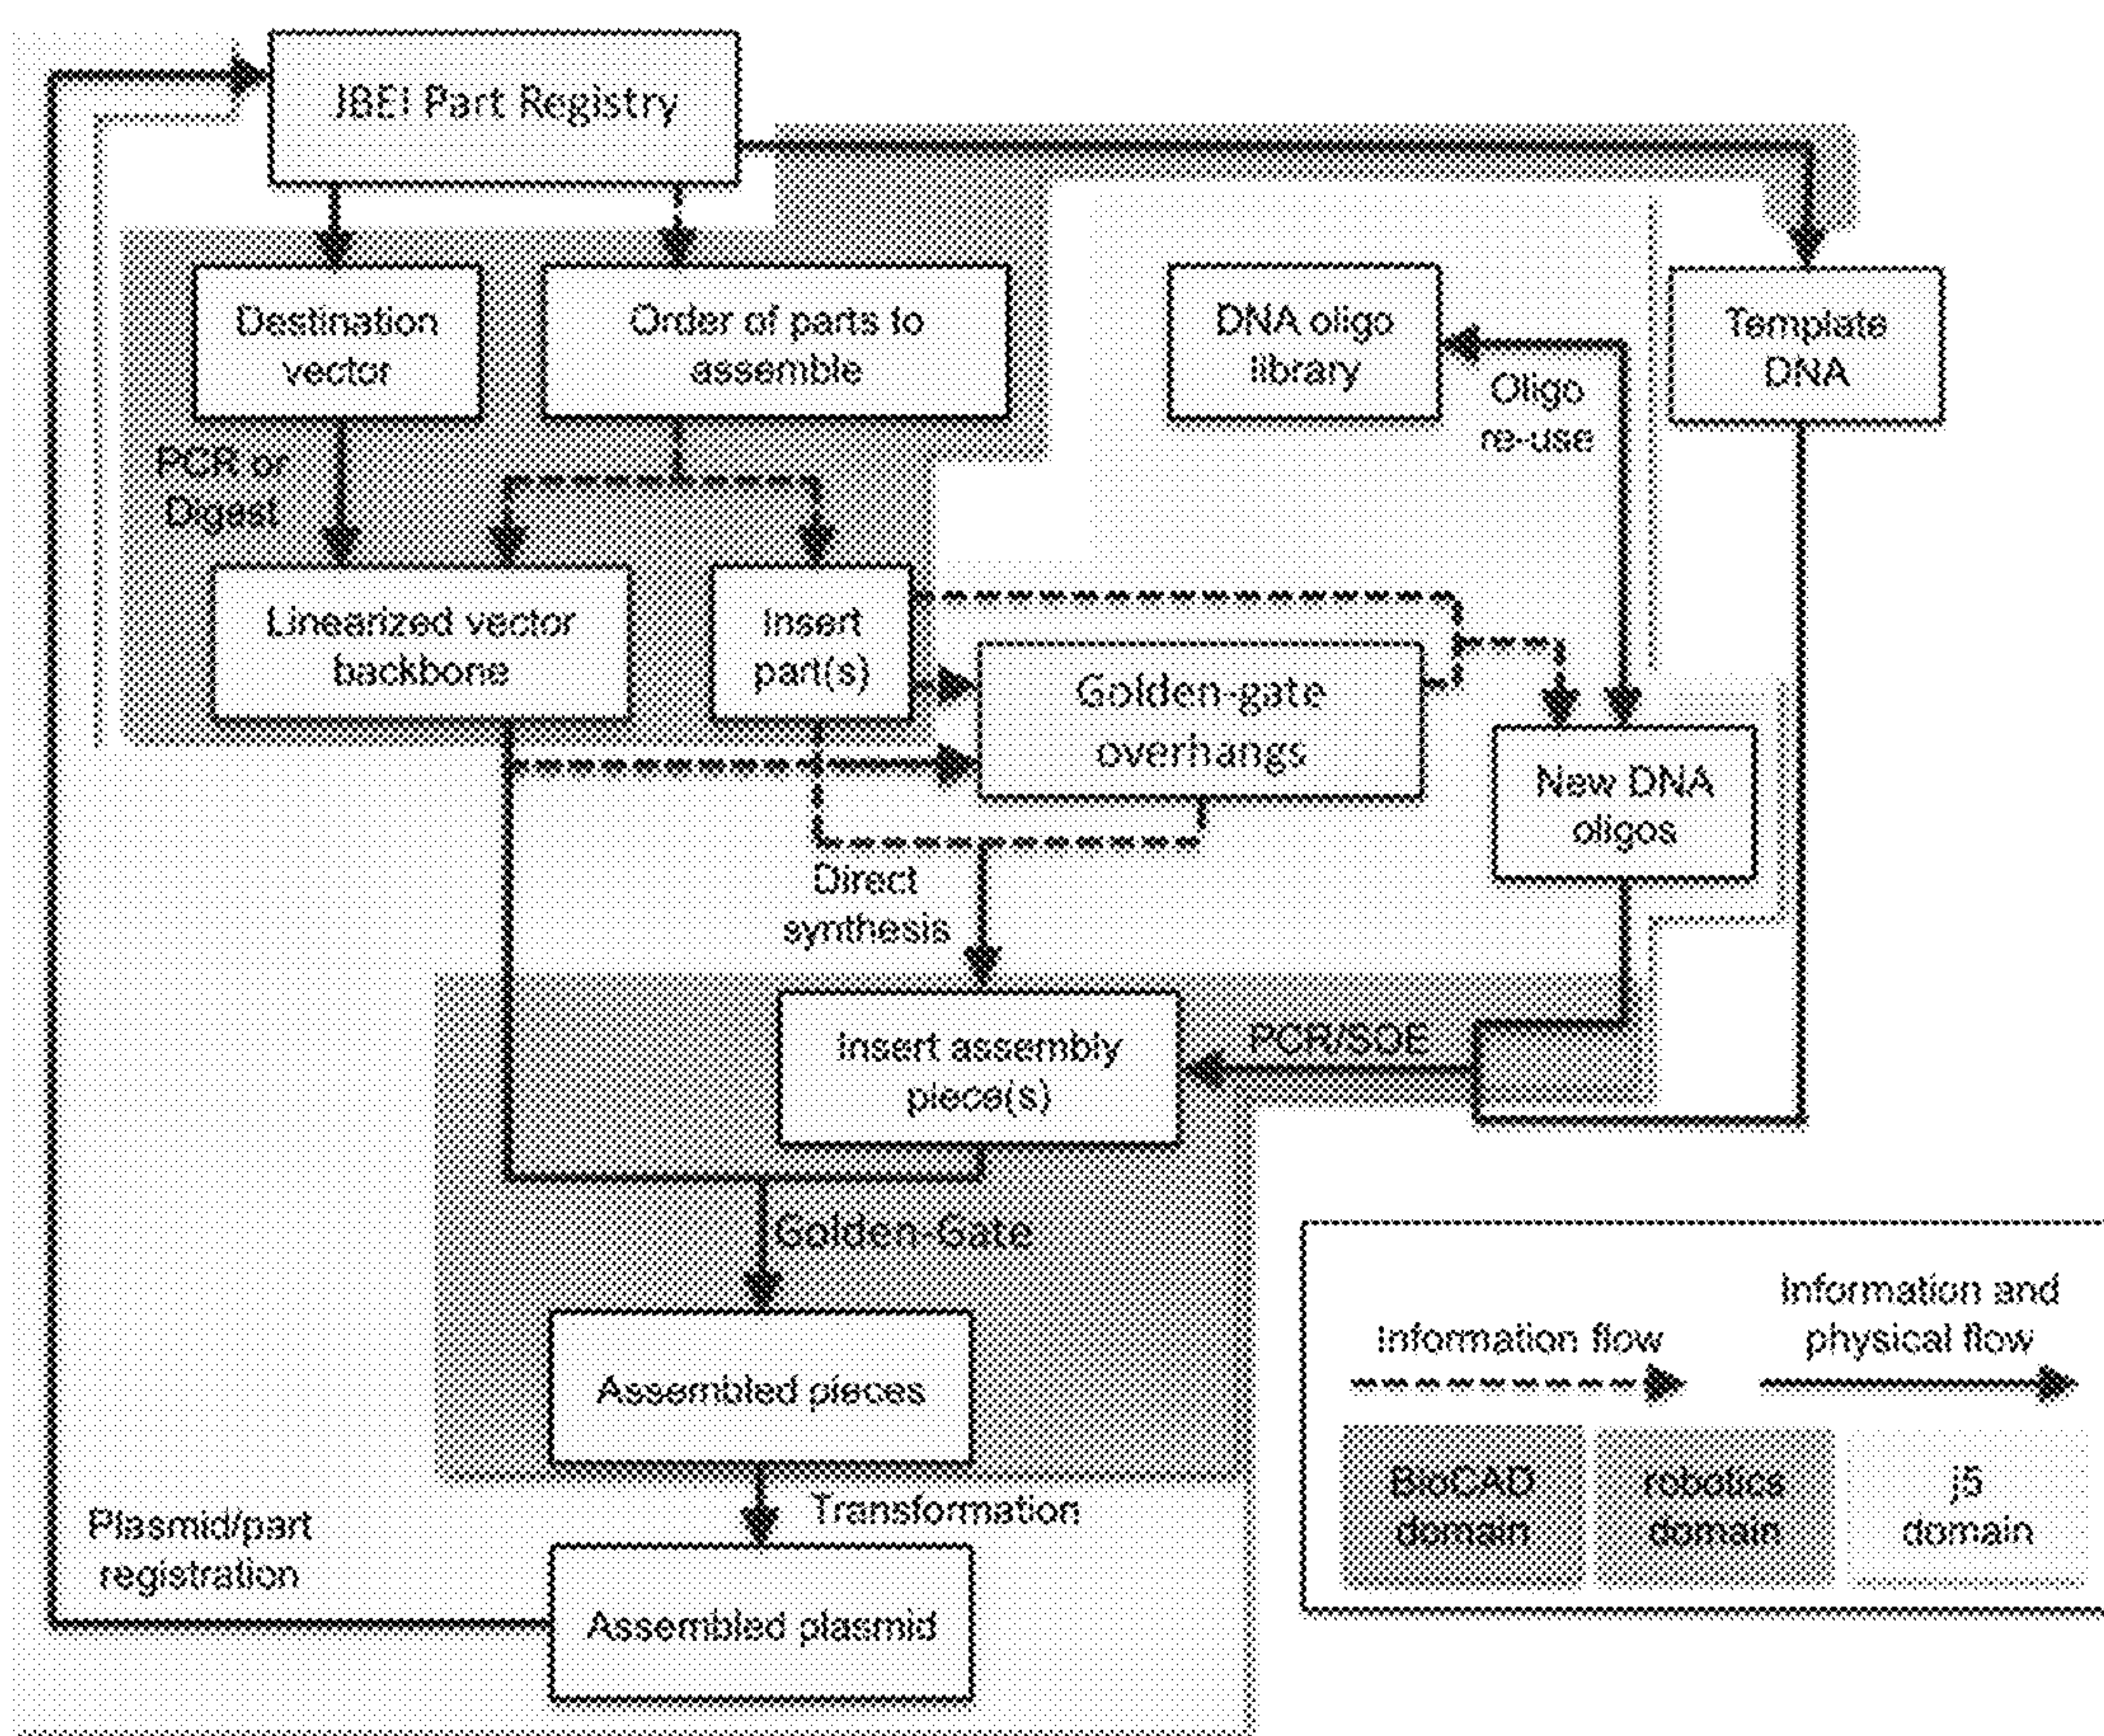 JBEI Part Registry
Destination
vector
Order of parts to
assemble
DNA oligo
library
Oligo
re-use
Template
DNA
PCR or
Digest
Linearized vector
backbone
Insert
part(s)
Golden-gate
overhangs
New DNA
oligos
Direct
synthesis
Insert assembly
piece(s)
PCR/SOE
Golden-Gate
Assembled pieces
Transformation
Plasmid/part
registration
Assembled plasmid
Information flow
Information and
physical flow
BioCAD
domain
robotics
domain
j5
domain